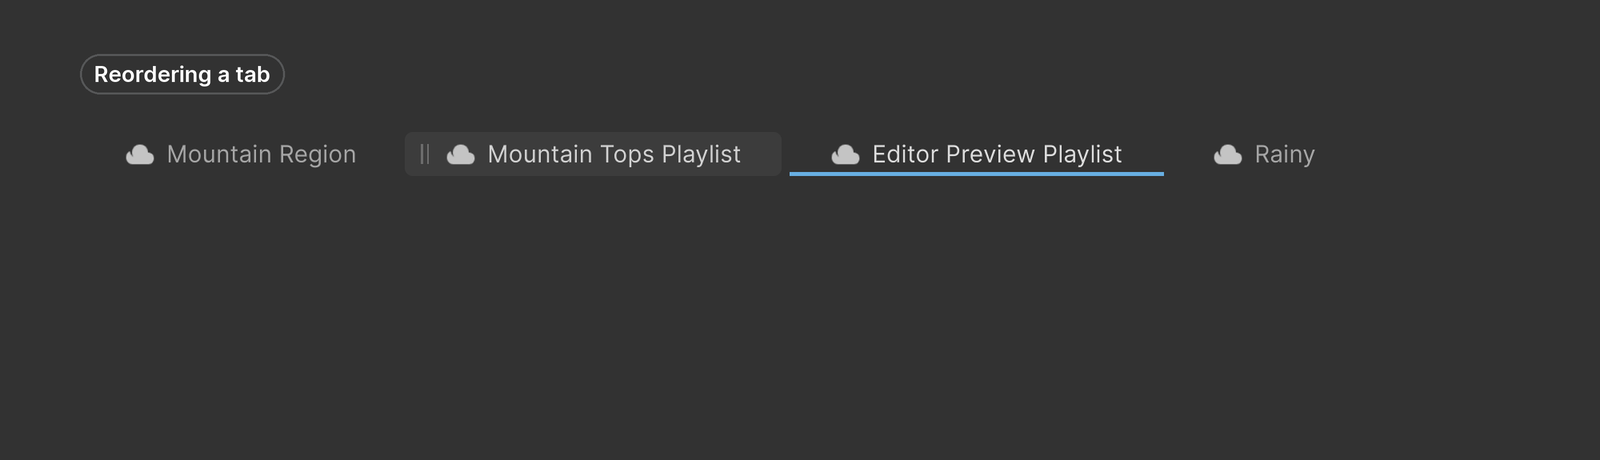 Reordering a tab
Mountain Region Mountain Tops Playlist Editor Preview Playlist Rainy